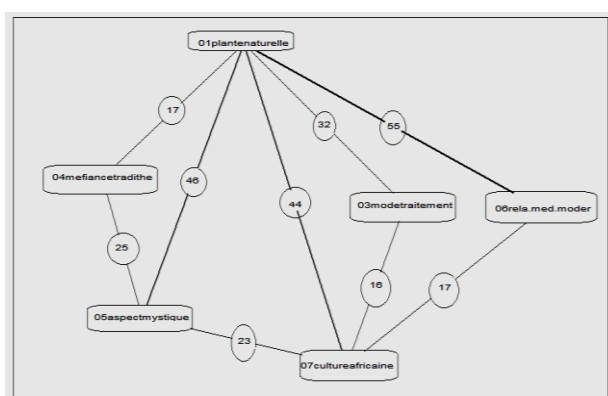 01plantenaturelle
17
32
55
04mefiancetradithe
46
44
03modetraitement
06rela.med.moder
25
16
17
05aspectmystique
23
07cultureafricaine